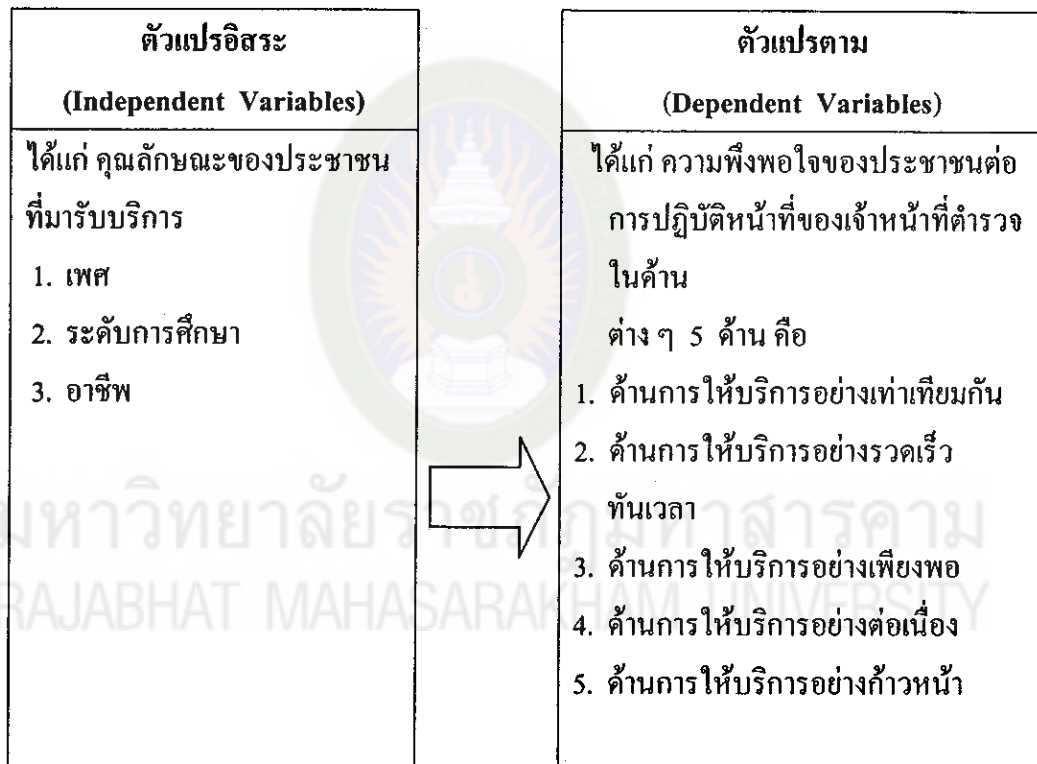 ตัวแปรอิสระ
(Independent Variables)
ได้แก่ คุณลักษณะของประชาชน
ที่มารับบริการ
1. เพศ
2. ระดับการศึกษา
3. อาชีพ
ตัวแปรตาม
(Dependent Variables)
ได้แก่ ความพึงพอใจของประชาชนต่อ
การปฏิบัติหน้าที่ของเจ้าหน้าที่ตำรวจ
ในด้าน
ต่าง ๆ 5 ด้าน คือ
1. ด้านการให้บริการอย่างเท่าเทียมกัน
2. ด้านการให้บริการอย่างรวดเร็ว
ทันเวลา
3. ด้านการให้บริการอย่างเพียงพอ
4. ด้านการให้บริการอย่างต่อเนื่อง
5. ด้านการให้บริการอย่างก้าวหน้า
มหาวิทยาลัยราชภัฏมหาสารคาม
RAJABHAT MAHASARAKHAM UNIVERSITY